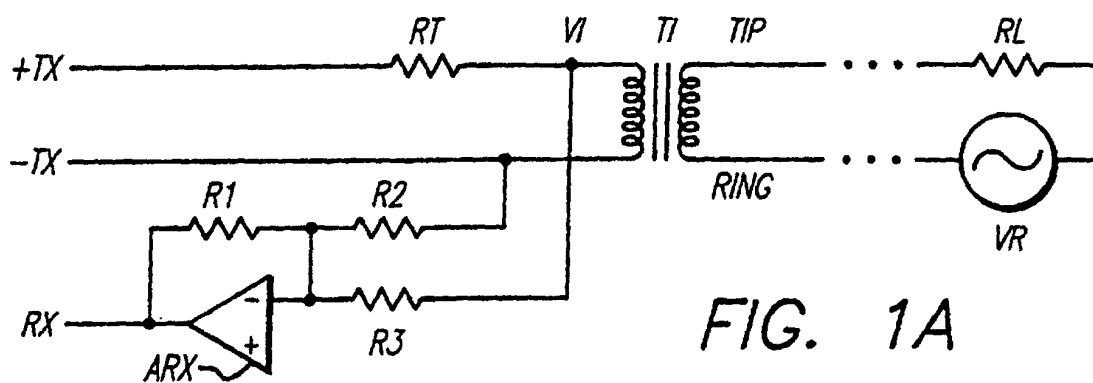 RT VI TI TIP RL
+TX
-TX
RING
R1 R2
VR
-
RX
R3
+
ARX
FIG. 1A